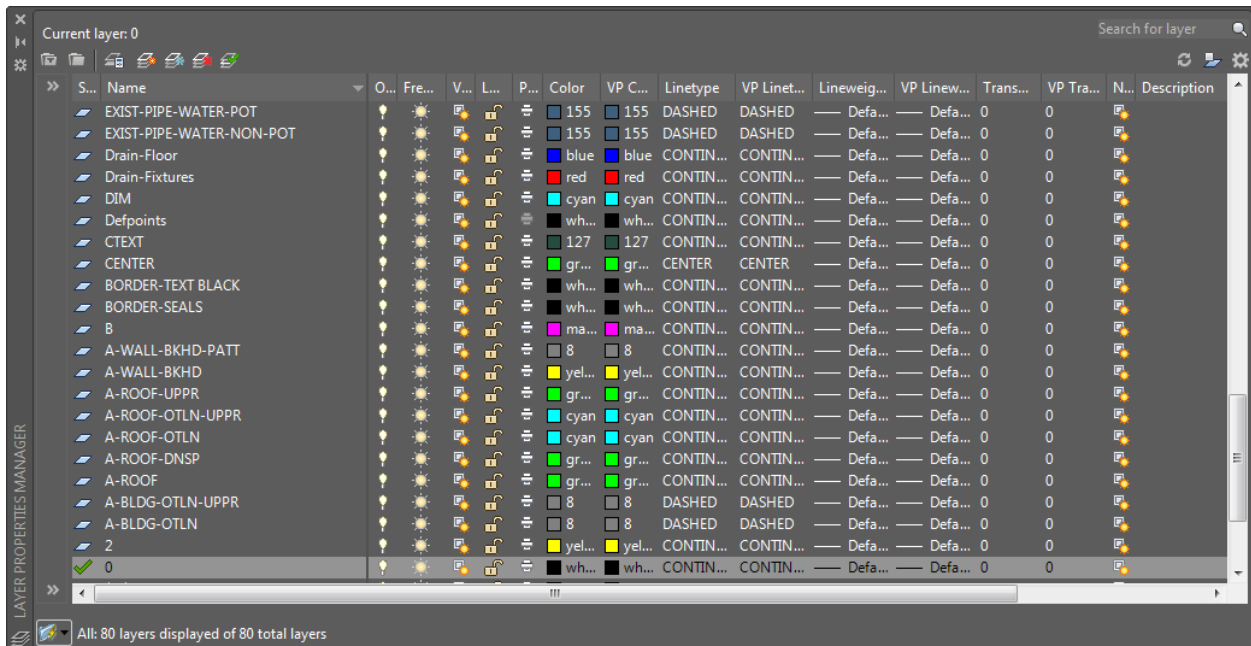 Current layer: 0
Search for layer
S... Name O... Fre... V... L... P... Color VP C... Linetype VP Linet... Lineweig... VP Linew... Trans... VP Tra... N... Description
EXIST-PIPE-WATER-POT 155 155 DASHED DASHED Defa... Defa... 0 0
EXIST-PIPE-WATER-NON-POT 155 155 DASHED DASHED Defa... Defa... 0 0
Drain-Floor blue blue CONTIN... CONTIN... Defa... Defa... 0 0
Drain-Fixtures red red CONTIN... CONTIN... Defa... Defa... 0 0
DIM cyan cyan CONTIN... CONTIN... Defa... Defa... 0 0
Defpoints wh... wh... CONTIN... CONTIN... Defa... Defa... 0 0
CTEXT 127 127 CONTIN... CONTIN... Defa... Defa... 0 0
CENTER gr... gr... CENTER CENTER Defa... Defa... 0 0
BORDER-TEXT BLACK wh... wh... CONTIN... CONTIN... Defa... Defa... 0 0
BORDER-SEALS wh... wh... CONTIN... CONTIN... Defa... Defa... 0 0
B ma... ma... CONTIN... CONTIN... Defa... Defa... 0 0
A-WALL-BKHD-PATT 8 8 CONTIN... CONTIN... Defa... Defa... 0 0
A-WALL-BKHD yel... yel... CONTIN... CONTIN... Defa... Defa... 0 0
A-ROOF-UPPR gr... gr... CONTIN... CONTIN... Defa... Defa... 0 0
A-ROOF-OTLN-UPPR cyan cyan CONTIN... CONTIN... Defa... Defa... 0 0
A-ROOF-OTLN cyan cyan CONTIN... CONTIN... Defa... Defa... 0 0
A-ROOF-DNSP gr... gr... CONTIN... CONTIN... Defa... Defa... 0 0
A-ROOF gr... gr... CONTIN... CONTIN... Defa... Defa... 0 0
A-BLDG-OTLN-UPPR 8 8 DASHED DASHED Defa... Defa... 0 0
A-BLDG-OTLN 8 8 DASHED DASHED Defa... Defa... 0 0
2 yel... yel... CONTIN... CONTIN... Defa... Defa... 0 0
0 wh... wh... CONTIN... CONTIN... Defa... Defa... 0 0
All: 80 layers displayed of 80 total layers
LAYER PROPERTIES MANAGER